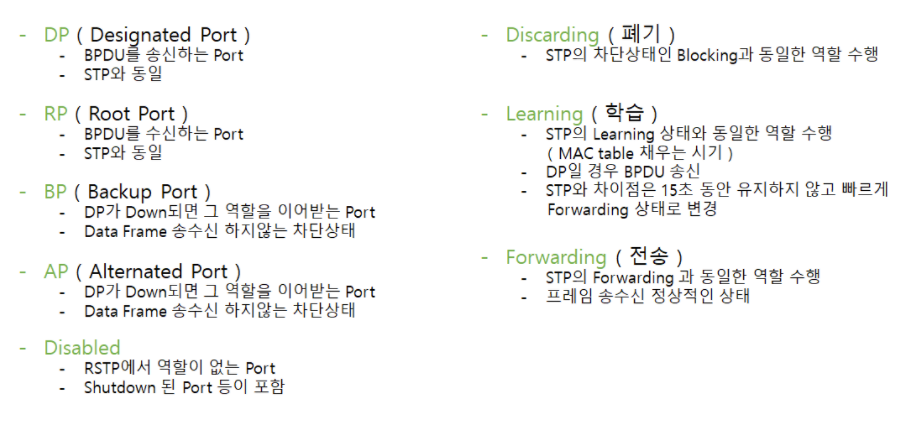 - DP ( Designated Port )
- BPDU를 송신하는 Port
- STP와 동일
- RP ( Root Port )
- BPDU를 수신하는 Port
- STP와 동일
- BP ( Backup Port )
- DP가 Down되면 그 역할을 이어받는 Port
- Data Frame 송수신 하지않는 차단상태
- AP ( Alternated Port )
- DP가 Down되면 그 역할을 이어받는 Port
- Data Frame 송수신 하지않는 차단상태
- Disabled
- RSTP에서 역할이 없는 Port
- Shutdown 된 Port 등이 포함
- Discarding ( 폐기 )
- STP의 차단상태인 Blocking과 동일한 역할 수행
- Learning ( 학습 )
- STP의 Learning 상태와 동일한 역할 수행
( MAC table 채우는 시기 )
- DP일 경우 BPDU 송신
- STP와 차이점은 15초 동안 유지하지 않고 빠르게
Forwarding 상태로 변경
- Forwarding ( 전송 )
- STP의 Forwarding 과 동일한 역할 수행
- 프레임 송수신 정상적인 상태